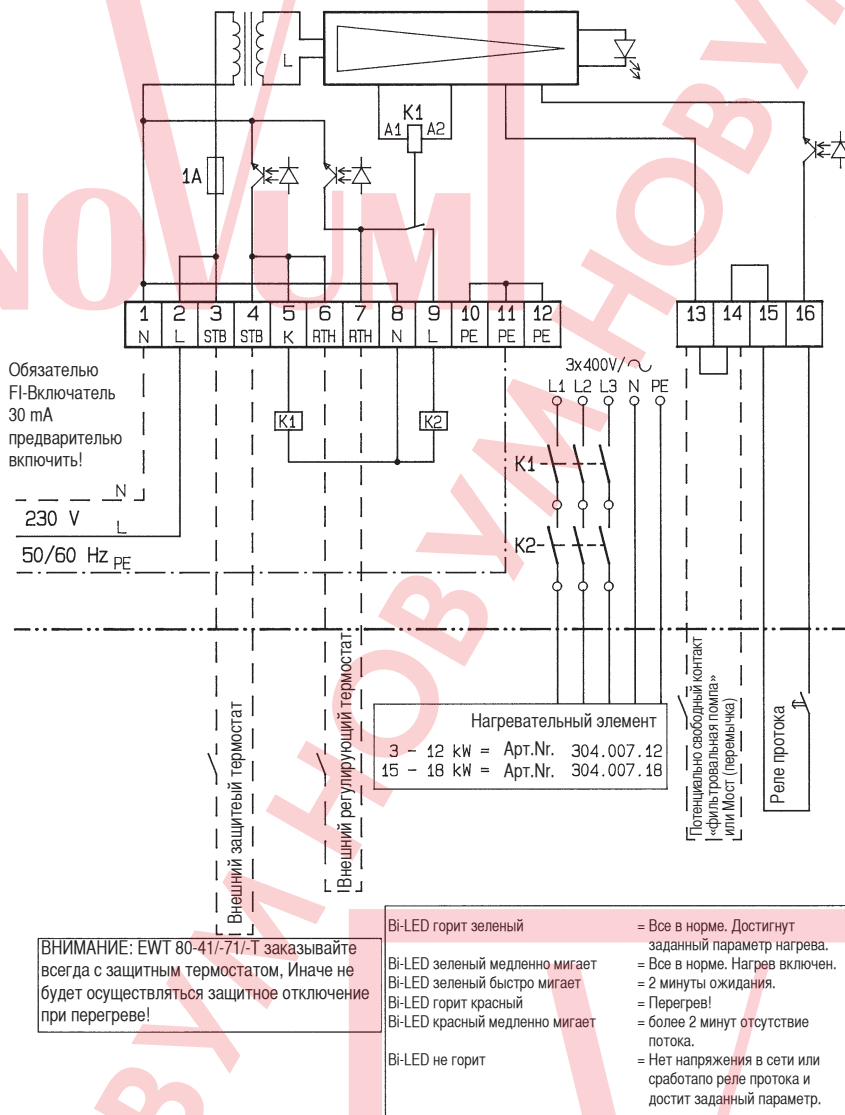 L
K1
A1 A2
1A
1 2 3 4 5 6 7 8 9 10 11 12
N L STB STB K RTH RTH N L PE PE PE
13 14 15 16
Обязателью
FI-Включатель
30 mA
предварителью
включить!
K1
K2
3x400V/~
L1 L2 L3 N PE
K1
K2
N
230 V
L
50/60 Hz PE
Внешний защитеый термостат
Внешний регулирующий термостат
Нагревательный элемент
3 - 12 kW = Арт.Nr. 304.007.12
15 - 18 kW = Арт.Nr. 304.007.18
Потенциально свободный контакт
«фильтровальная помпа»
или Мост (перемычка)
Реле протока
ВНИМАНИЕ: EWT 80-41/-71/-T заказывайте
всегда с защитным термостатом, Иначе не
будет осуществляться защитное отключение
при перегреве!
Bi-LED горит зеленый = Все в норме. Достигнут
заданный параметр нагрева.
Bi-LED зеленый медленно мигает = Все в норме. Нагрев включен.
Bi-LED зеленый быстро мигает = 2 минуты ожидания.
Bi-LED горит красный = Перегрев!
Bi-LED красный медленно мигает = более 2 минут отсутствие
потока.
Bi-LED не горит = Нет напряжения в сети или
сработапо реле протока и
достит заданный параметр.
NOVUM
НОВУМ НОВУМ НОВУМ